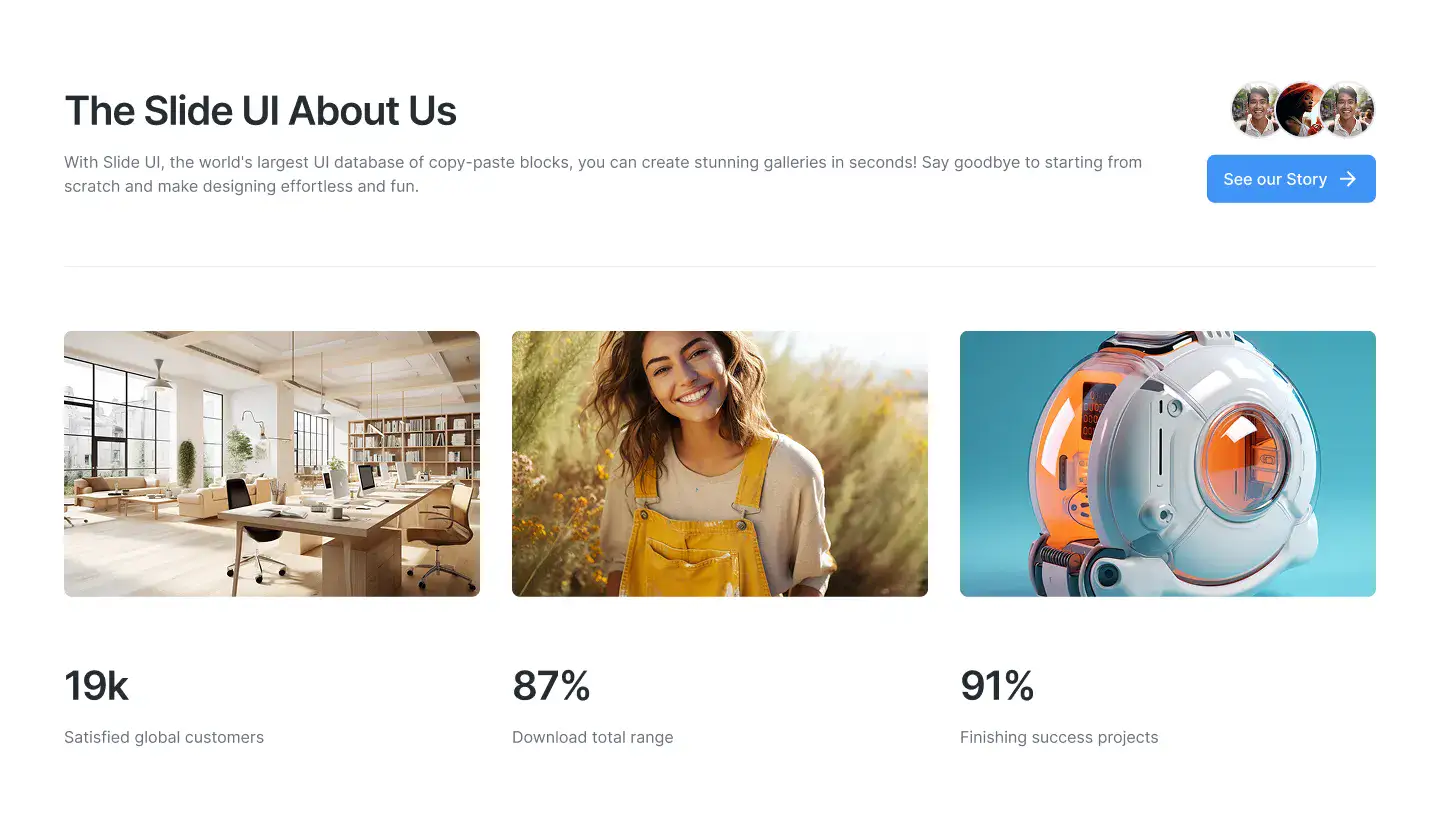 The Slide UI About Us
With Slide UI, the world's largest UI database of copy-paste blocks, you can create stunning galleries in seconds! Say goodbye to starting from
scratch and make designing effortless and fun.
See our Story
19k
Satisfied global customers
87%
Download total range
91%
Finishing success projects